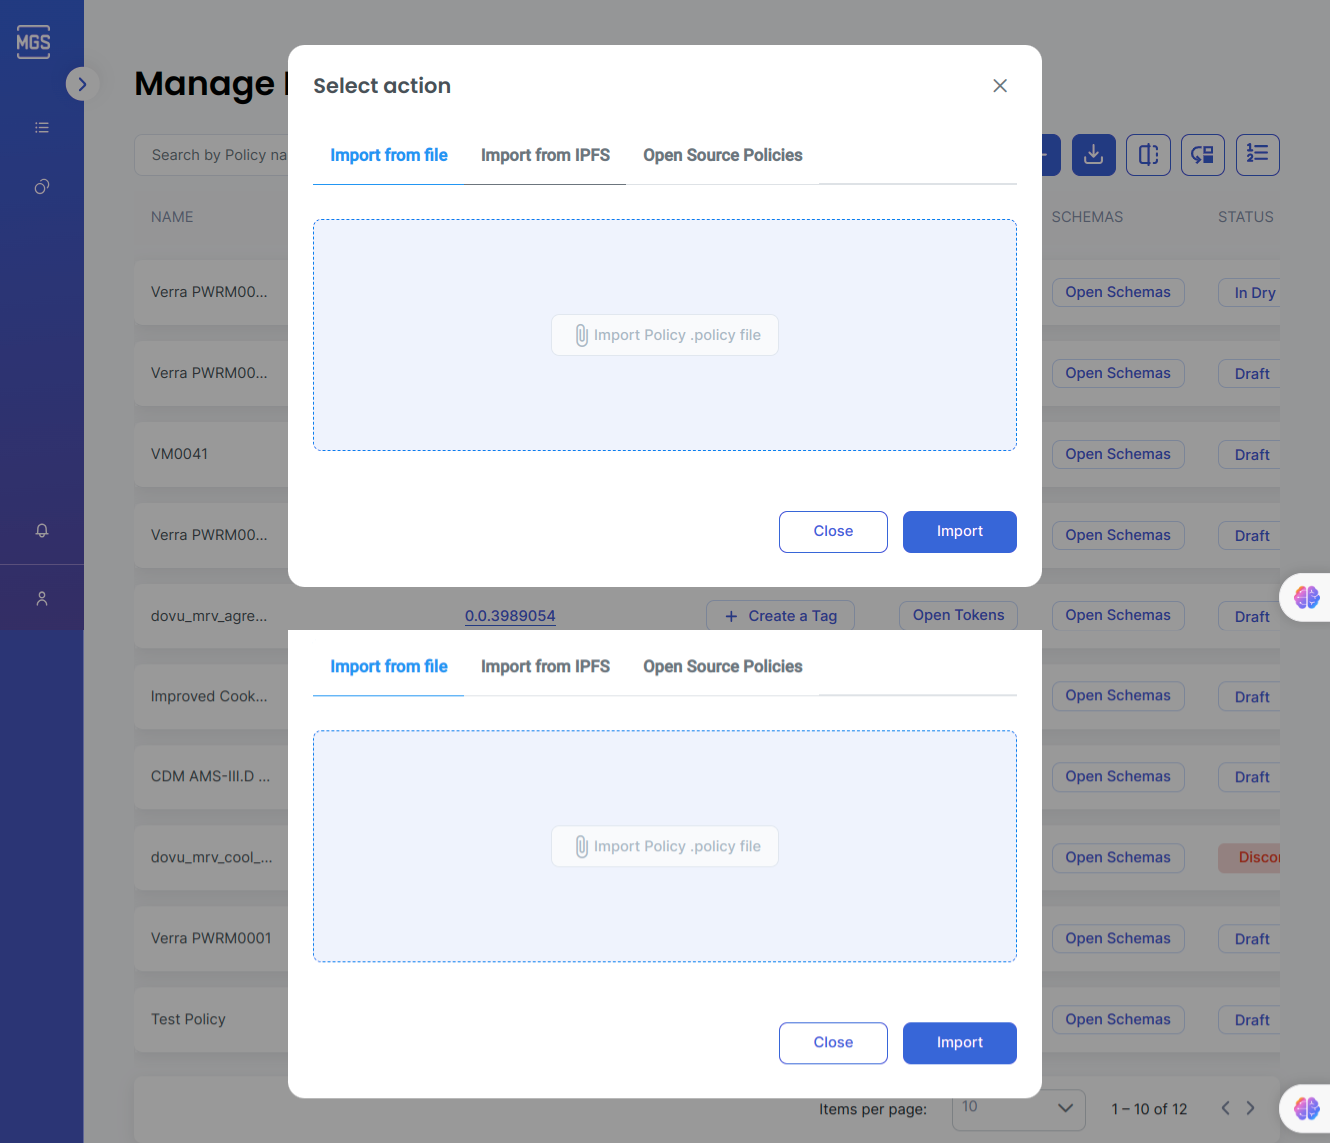 MGS
Manage
Select action
Import from file Import from IPFS Open Source Policies
Search by Policy na
NAME SCHEMAS STATUS
Verra PWRM00... Open Schemas In Dry
Import Policy .policy file
Verra PWRM00... Open Schemas Draft
VM0041 Open Schemas Draft
Close Import
Verra PWRM00... Open Schemas Draft
dovu_mrv_agre... 0.0.3989054 + Create a Tag Open Tokens Open Schemas Draft
Import from file Import from IPFS Open Source Policies
Improved Cook... Open Schemas Draft
CDM AMS-III.D ... Open Schemas Draft
Import Policy .policy file
dovu_mrv_cool_... Open Schemas Discon
Verra PWRM0001 Open Schemas Draft
Test Policy Open Schemas Draft
Close Import
Items per page: 10 1 – 10 of 12